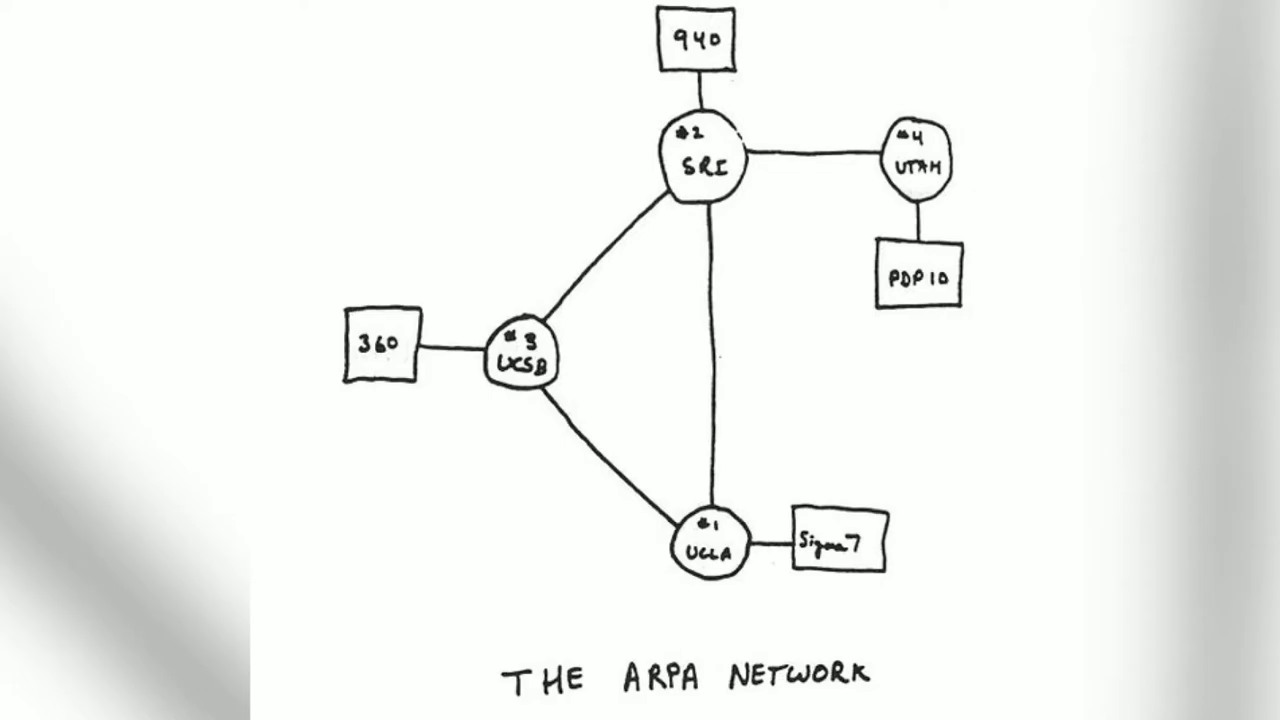 940
#2
SRI
#4
UTAH
PDP10
360
#3
UCSB
#1
UCLA
Sigma7
THE ARPA NETWORK